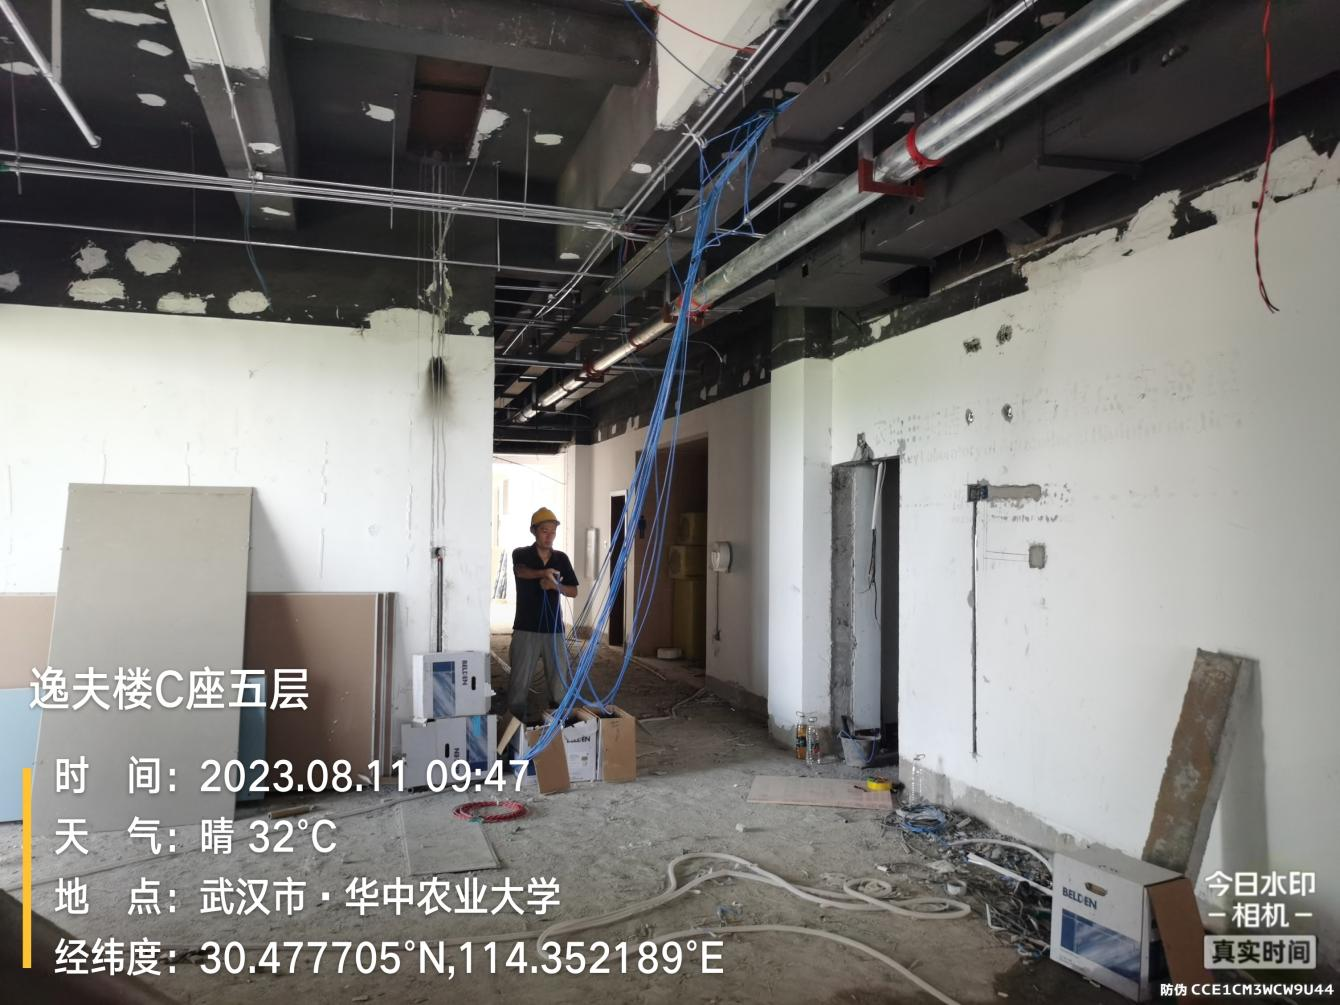 BELDEN
BELDEN
BELDEN
逸夫楼C座五层
时 间：2023.08.11 09:47
天 气：晴 32°C
地 点：武汉市·华中农业大学
经纬度：30.477705°N,114.352189°E
今日水印
相机
真实时间
防伪 CCE1CM3WCW9U44